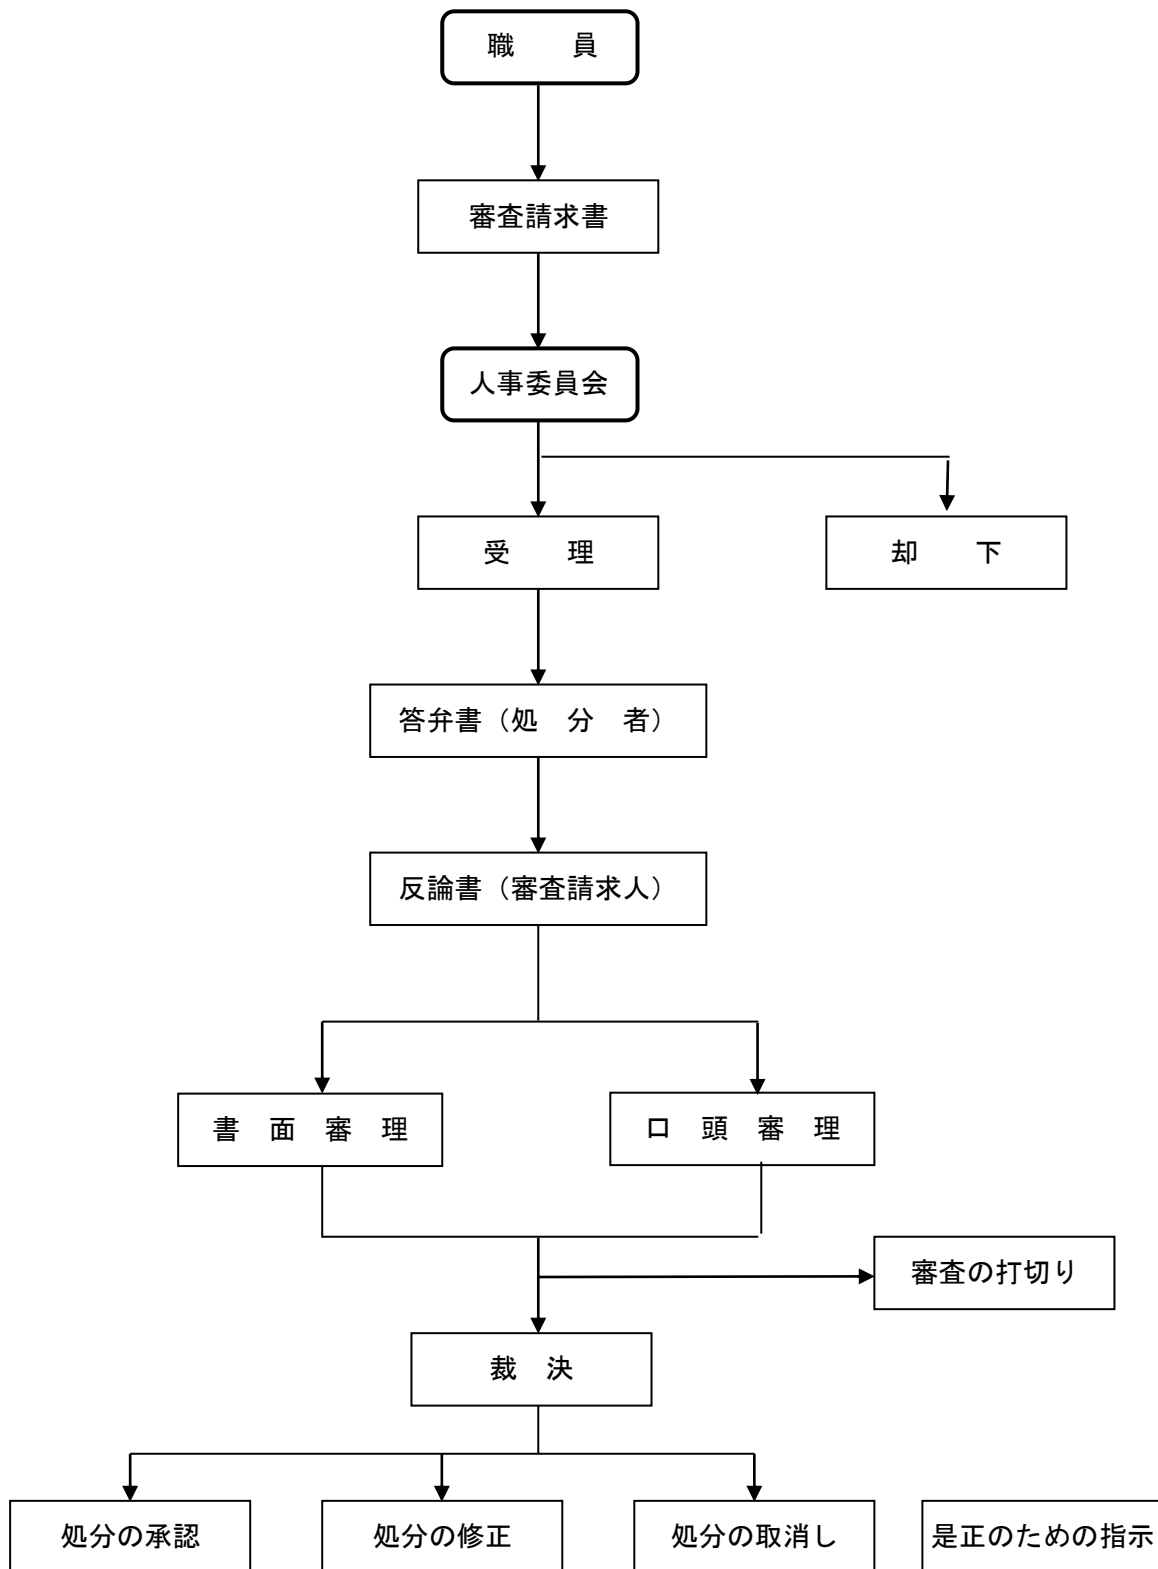 職　　員
審査請求書
人事委員会
受　　理
却　　下
答弁書（処　分　者）
反論書（審査請求人）
書　面　審　理
口　頭　審　理
審査の打切り
裁　決
処分の承認
処分の修正
処分の取消し
是正のための指示